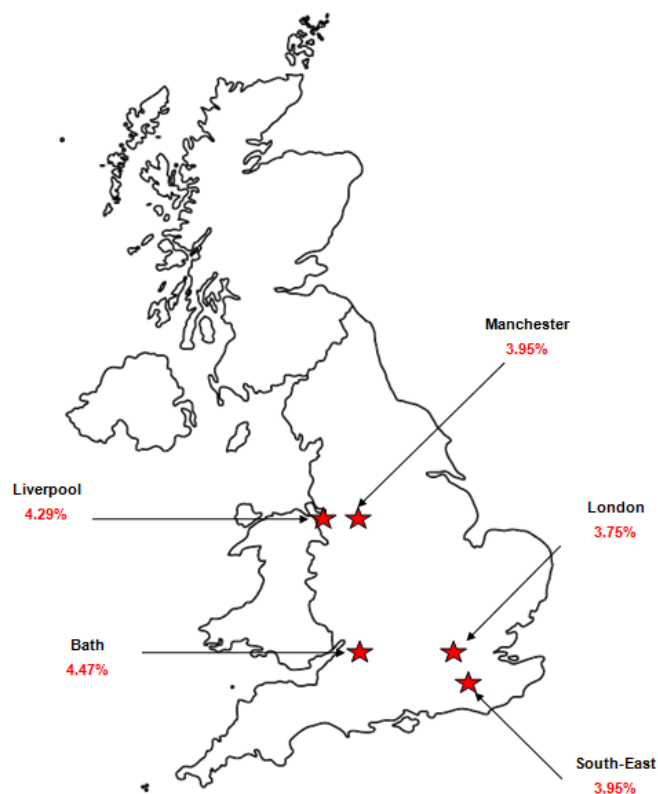 Manchester
3.95%
Liverpool
4.29%
London
3.75%
Bath
4.47%
South-East
3.95%